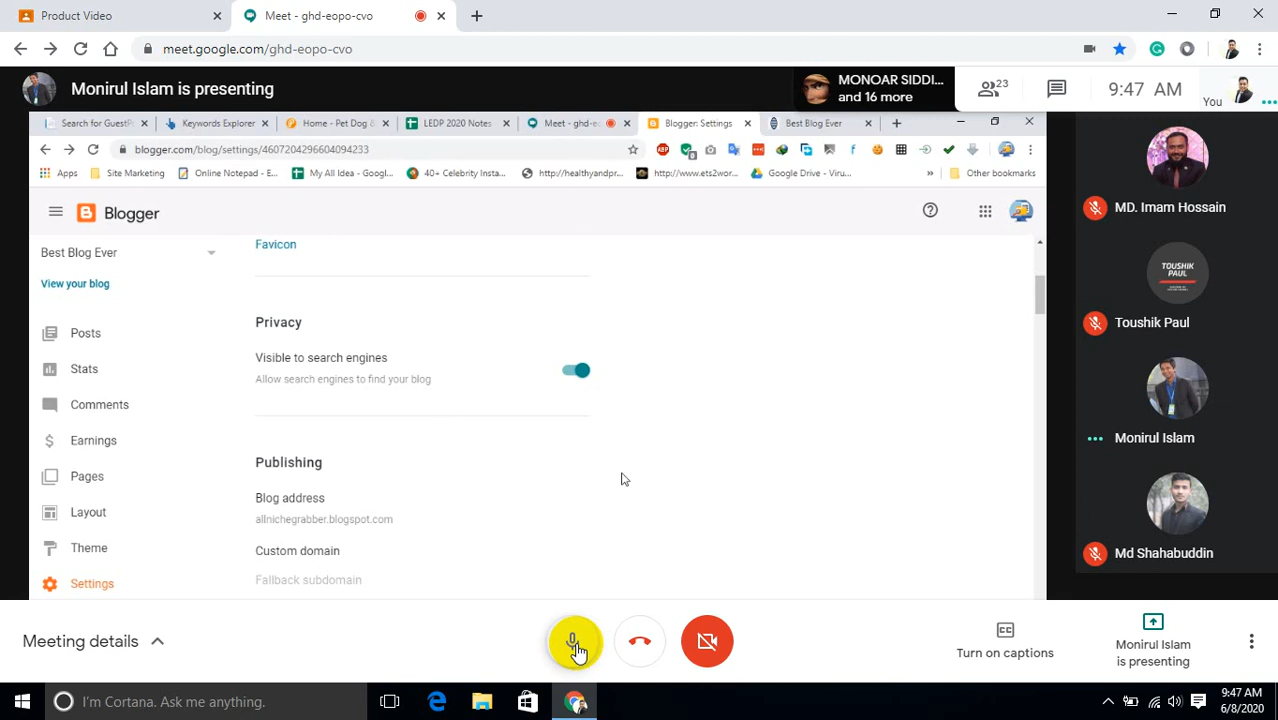 Product Video
Meet - ghd-eopo-cvo
meet.google.com/ghd-eopo-cvo
Monirul Islam is presenting
MONOAR SIDDI...
and 16 more
23
9:47 AM
You
Search for GuestP
Keywords Explorer
Home - Pet Dog &
LEDP 2020 Notes
Meet - ghd-e
Blogger: Settings
Best Blog Ever
blogger.com/blog/settings/4607204296604094233
Apps
Site Marketing
Online Notepad - E...
My All Idea - Googl...
40+ Celebrity Insta...
http://healthyandpr...
http://www.ets2wor...
Google Drive - Viru...
Other bookmarks
Blogger
Best Blog Ever
View your blog
Posts
Stats
Comments
Earnings
Pages
Layout
Theme
Settings
Favicon
Privacy
Visible to search engines
Allow search engines to find your blog
Publishing
Blog address
allnichegrabber.blogspot.com
Custom domain
Fallback subdomain
MD. Imam Hossain
TOUSHIK
PAUL
Toushik Paul
Monirul Islam
Md Shahabuddin
Meeting details
Turn on captions
Monirul Islam
is presenting
I'm Cortana. Ask me anything.
9:47 AM
6/8/2020